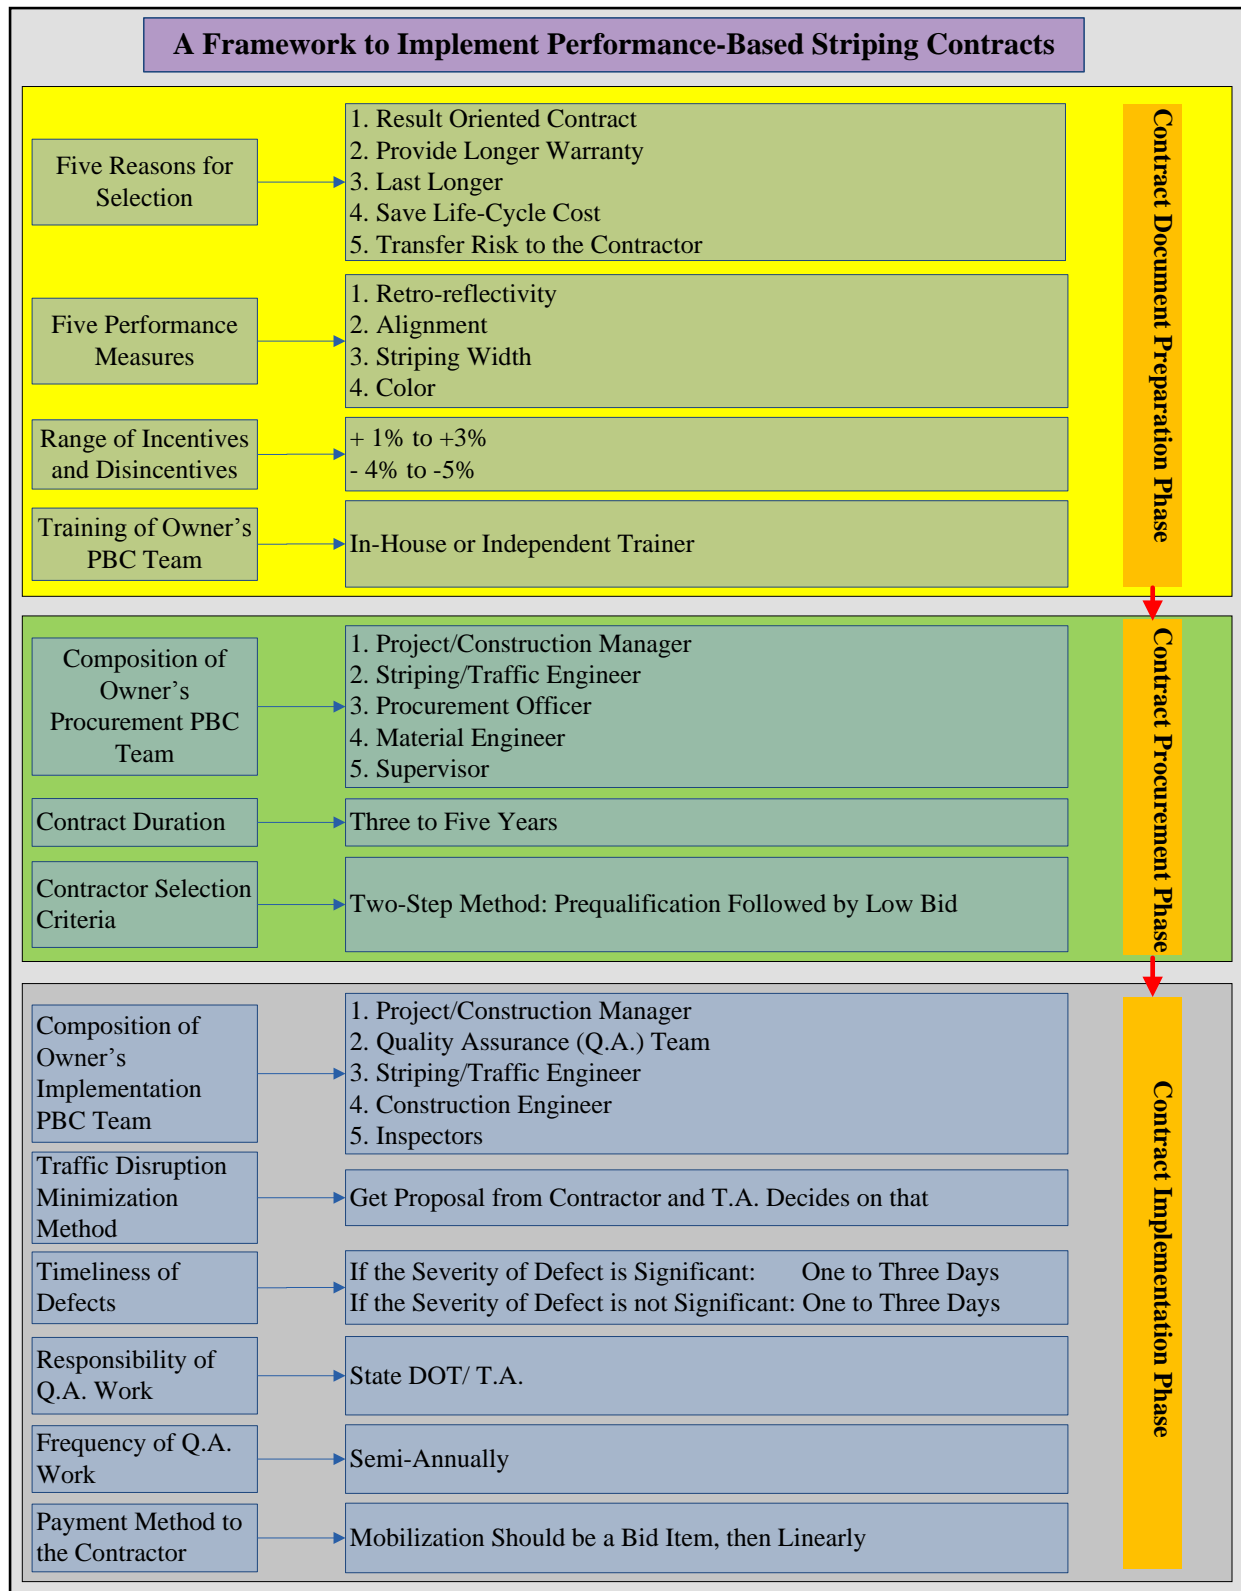 A Framework to Implement Performance-Based Striping Contracts
Contract Document Preparation Phase
Five Reasons for
Selection
1. Result Oriented Contract
2. Provide Longer Warranty
3. Last Longer
4. Save Life-Cycle Cost
5. Transfer Risk to the Contractor
Five Performance
Measures
1. Retro-reflectivity
2. Alignment
3. Striping Width
4. Color
Range of Incentives
and Disincentives
+ 1% to +3%
- 4% to -5%
Training of Owner’s
PBC Team
In-House or Independent Trainer
Contract Procurement Phase
Composition of
Owner’s
Procurement PBC
Team
1. Project/Construction Manager
2. Striping/Traffic Engineer
3. Procurement Officer
4. Material Engineer
5. Supervisor
Contract Duration
Three to Five Years
Contractor Selection
Criteria
Two-Step Method: Prequalification Followed by Low Bid
Contract Implementation Phase
Composition of
Owner’s
Implementation
PBC Team
1. Project/Construction Manager
2. Quality Assurance (Q.A.) Team
3. Striping/Traffic Engineer
4. Construction Engineer
5. Inspectors
Traffic Disruption
Minimization
Method
Get Proposal from Contractor and T.A. Decides on that
Timeliness of
Defects
If the Severity of Defect is Significant: One to Three Days
If the Severity of Defect is not Significant: One to Three Days
Responsibility of
Q.A. Work
State DOT/ T.A.
Frequency of Q.A.
Work
Semi-Annually
Payment Method to
the Contractor
Mobilization Should be a Bid Item, then Linearly